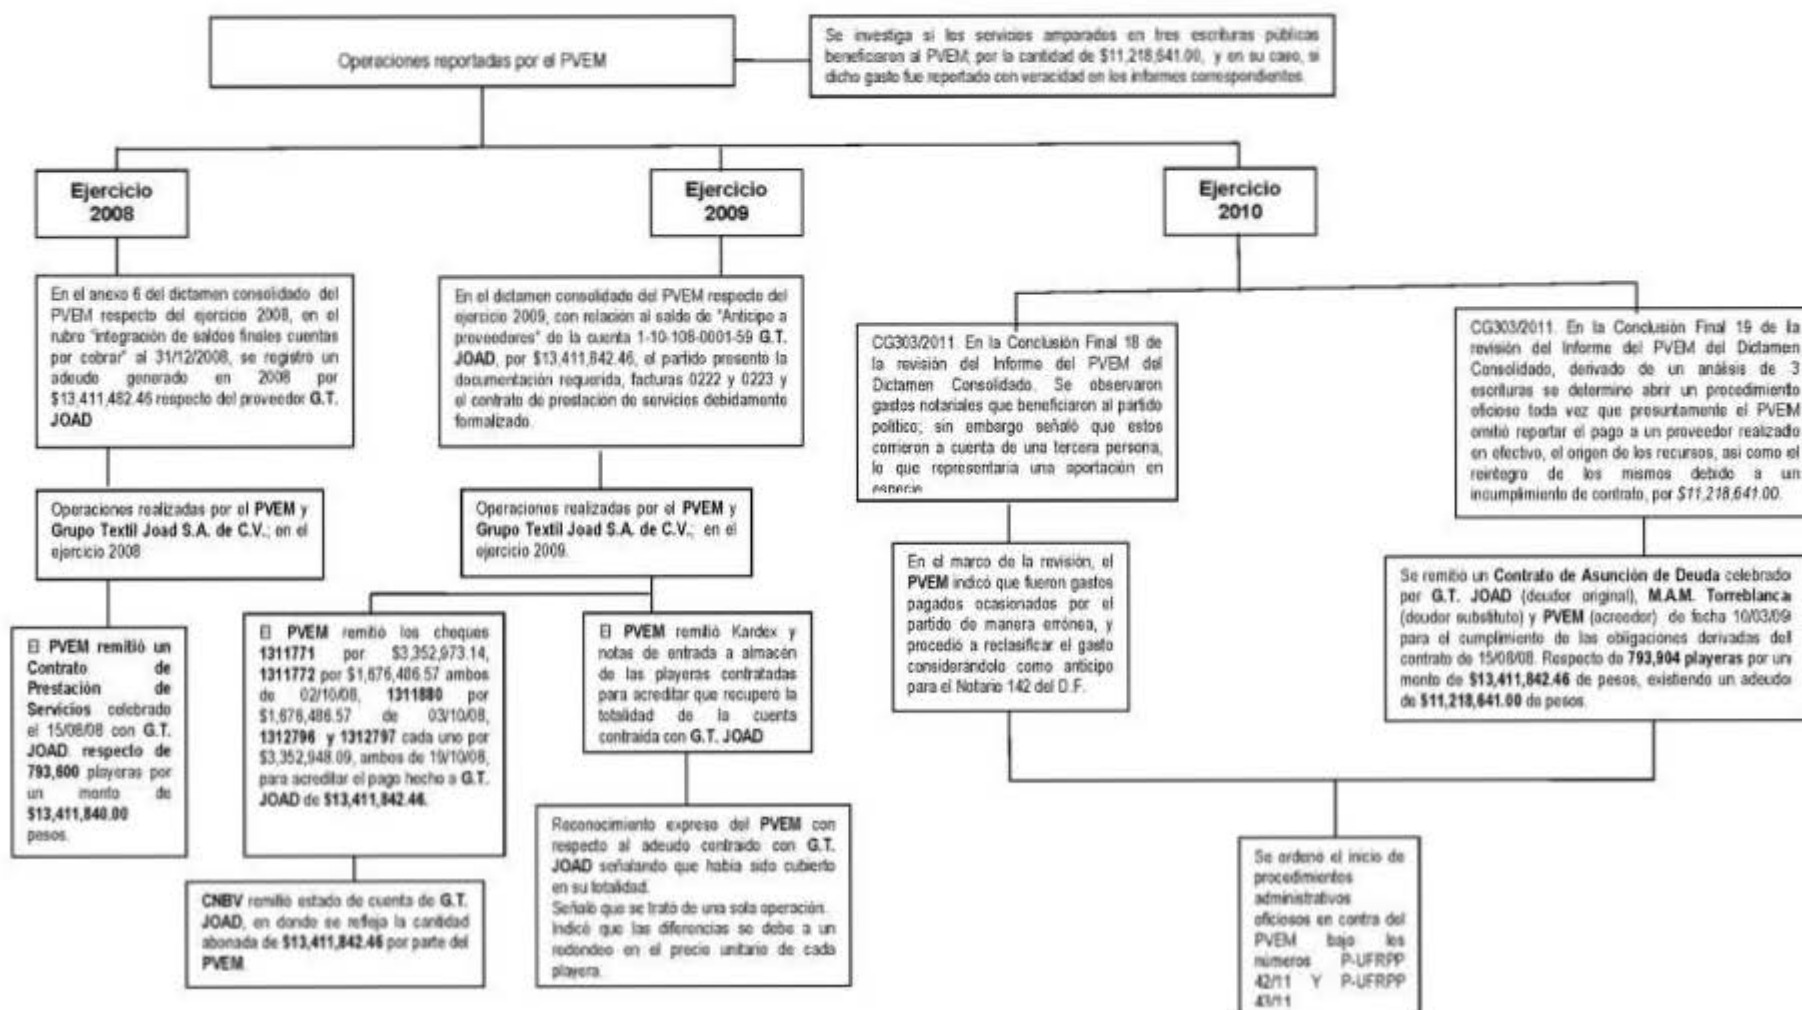 Operaciones reportadas por el PVEM
Se investiga si los servicios amparados en tres escrituras públicas
beneficiaron al PVEM; por la cantidad de $11,218,641.00, y en su caso, si
dicho gasto fue reportado con veracidad en los informes correspondientes.
Ejercicio
2008
Ejercicio
2009
Ejercicio
2010
En el anexo 6 del dictamen consolidado del
PVEM respecto del ejercicio 2008, en el
rubro "integración de saldos finales cuentas
por cobrar" al 31/12/2008, se registró un
adeudo generado en 2008 por
$13,411,482.46 respecto del proveedor G.T.
JOAD
Operaciones realizadas por el PVEM y
Grupo Textil Joad S.A. de C.V.; en el
ejercicio 2008
El PVEM remitió un
Contrato de
Prestación de
Servicios celebrado
el 15/08/08 con G.T.
JOAD respecto de
793,600 playeras por
un monto de
$13,411,840.00
pesos.
En el dictamen consolidado del PVEM respecto del
ejercicio 2009, con relación al saldo de "Anticipo a
proveedores" de la cuenta 1-10-108-0001-59 G.T.
JOAD, por $13,411,842.46, el partido presentó la
documentación requerida, facturas 0222 y 0223 y
el contrato de prestación de servicios debidamente
formalizado.
Operaciones realizadas por el PVEM y
Grupo Textil Joad S.A. de C.V.; en el
ejercicio 2009.
El PVEM remitió los cheques
1311771 por $3,352,973.14,
1311772 por $1,676,486.57 ambos
de 02/10/08, 1311880 por
$1,676,486.57 de 03/10/08,
1312796 y 1312797 cada uno por
$3,352,948.09, ambos de 19/10/08,
para acreditar el pago hecho a G.T.
JOAD de $13,411,842.46.
CNBV remitió estado de cuenta de G.T.
JOAD, en donde se refleja la cantidad
abonada de $13,411,842.46 por parte del
PVEM
El PVEM remitió Kardex y
notas de entrada a almacén
de las playeras contratadas
para acreditar que recuperó la
totalidad de la cuenta
contraída con G.T. JOAD
Reconocimiento expreso del PVEM con
respecto al adeudo contraído con G.T.
JOAD señalando que había sido cubierto
en su totalidad.
Señaló que se trató de una sola operación.
Indicó que las diferencias se debe a un
redondeo en el precio unitario de cada
playera.
CG303/2011. En la Conclusión Final 18 de
la revisión del Informe del PVEM del
Dictamen Consolidado. Se observaron
gastos notariales que beneficiaron al partido
político; sin embargo señaló que estos
corrieron a cuenta de una tercera persona,
lo que representaría una aportación en
especie
En el marco de la revisión, el
PVEM indicó que fueron gastos
pagados ocasionados por el
partido de manera errónea, y
procedió a reclasificar el gasto
considerándolo como anticipo
para el Notario 142 del D.F.
CG303/2011. En la Conclusión Final 19 de la
revisión del Informe del PVEM del Dictamen
Consolidado, derivado de un análisis de 3
escrituras se determino abrir un procedimiento
oficioso toda vez que presuntamente el PVEM
omitió reportar el pago a un proveedor realizado
en efectivo, el origen de los recursos, así como el
reintegro de los mismos debido a un
incumplimiento de contrato, por $11,218,641.00.
Se remitió un Contrato de Asunción de Deuda celebrado
por G.T. JOAD (deudor original), M.A.M. Torreblanca
(deudor substituto) y PVEM (acreedor) de fecha 10/03/09
para el cumplimiento de las obligaciones derivadas del
contrato de 15/08/08. Respecto de 793,904 playeras por un
monto de $13,411,842.46 de pesos, existiendo un adeudo
de $11,218,641.00 de pesos.
Se ordenó el inicio de
procedimientos
administrativos
oficiosos en contra del
PVEM bajo los
números P-UFRPP
42/11 Y P-UFRPP
43/11